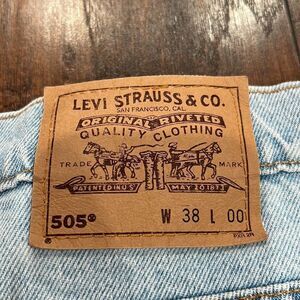 LEVI STRAUSS & CO.
SAN FRANCISCO, CAL.
ORIGINAL RIVETED
QUALITY CLOTHING
TRADE MARK
PATENTED IN U.S. MAY 20 1873
505® W 38 L 00